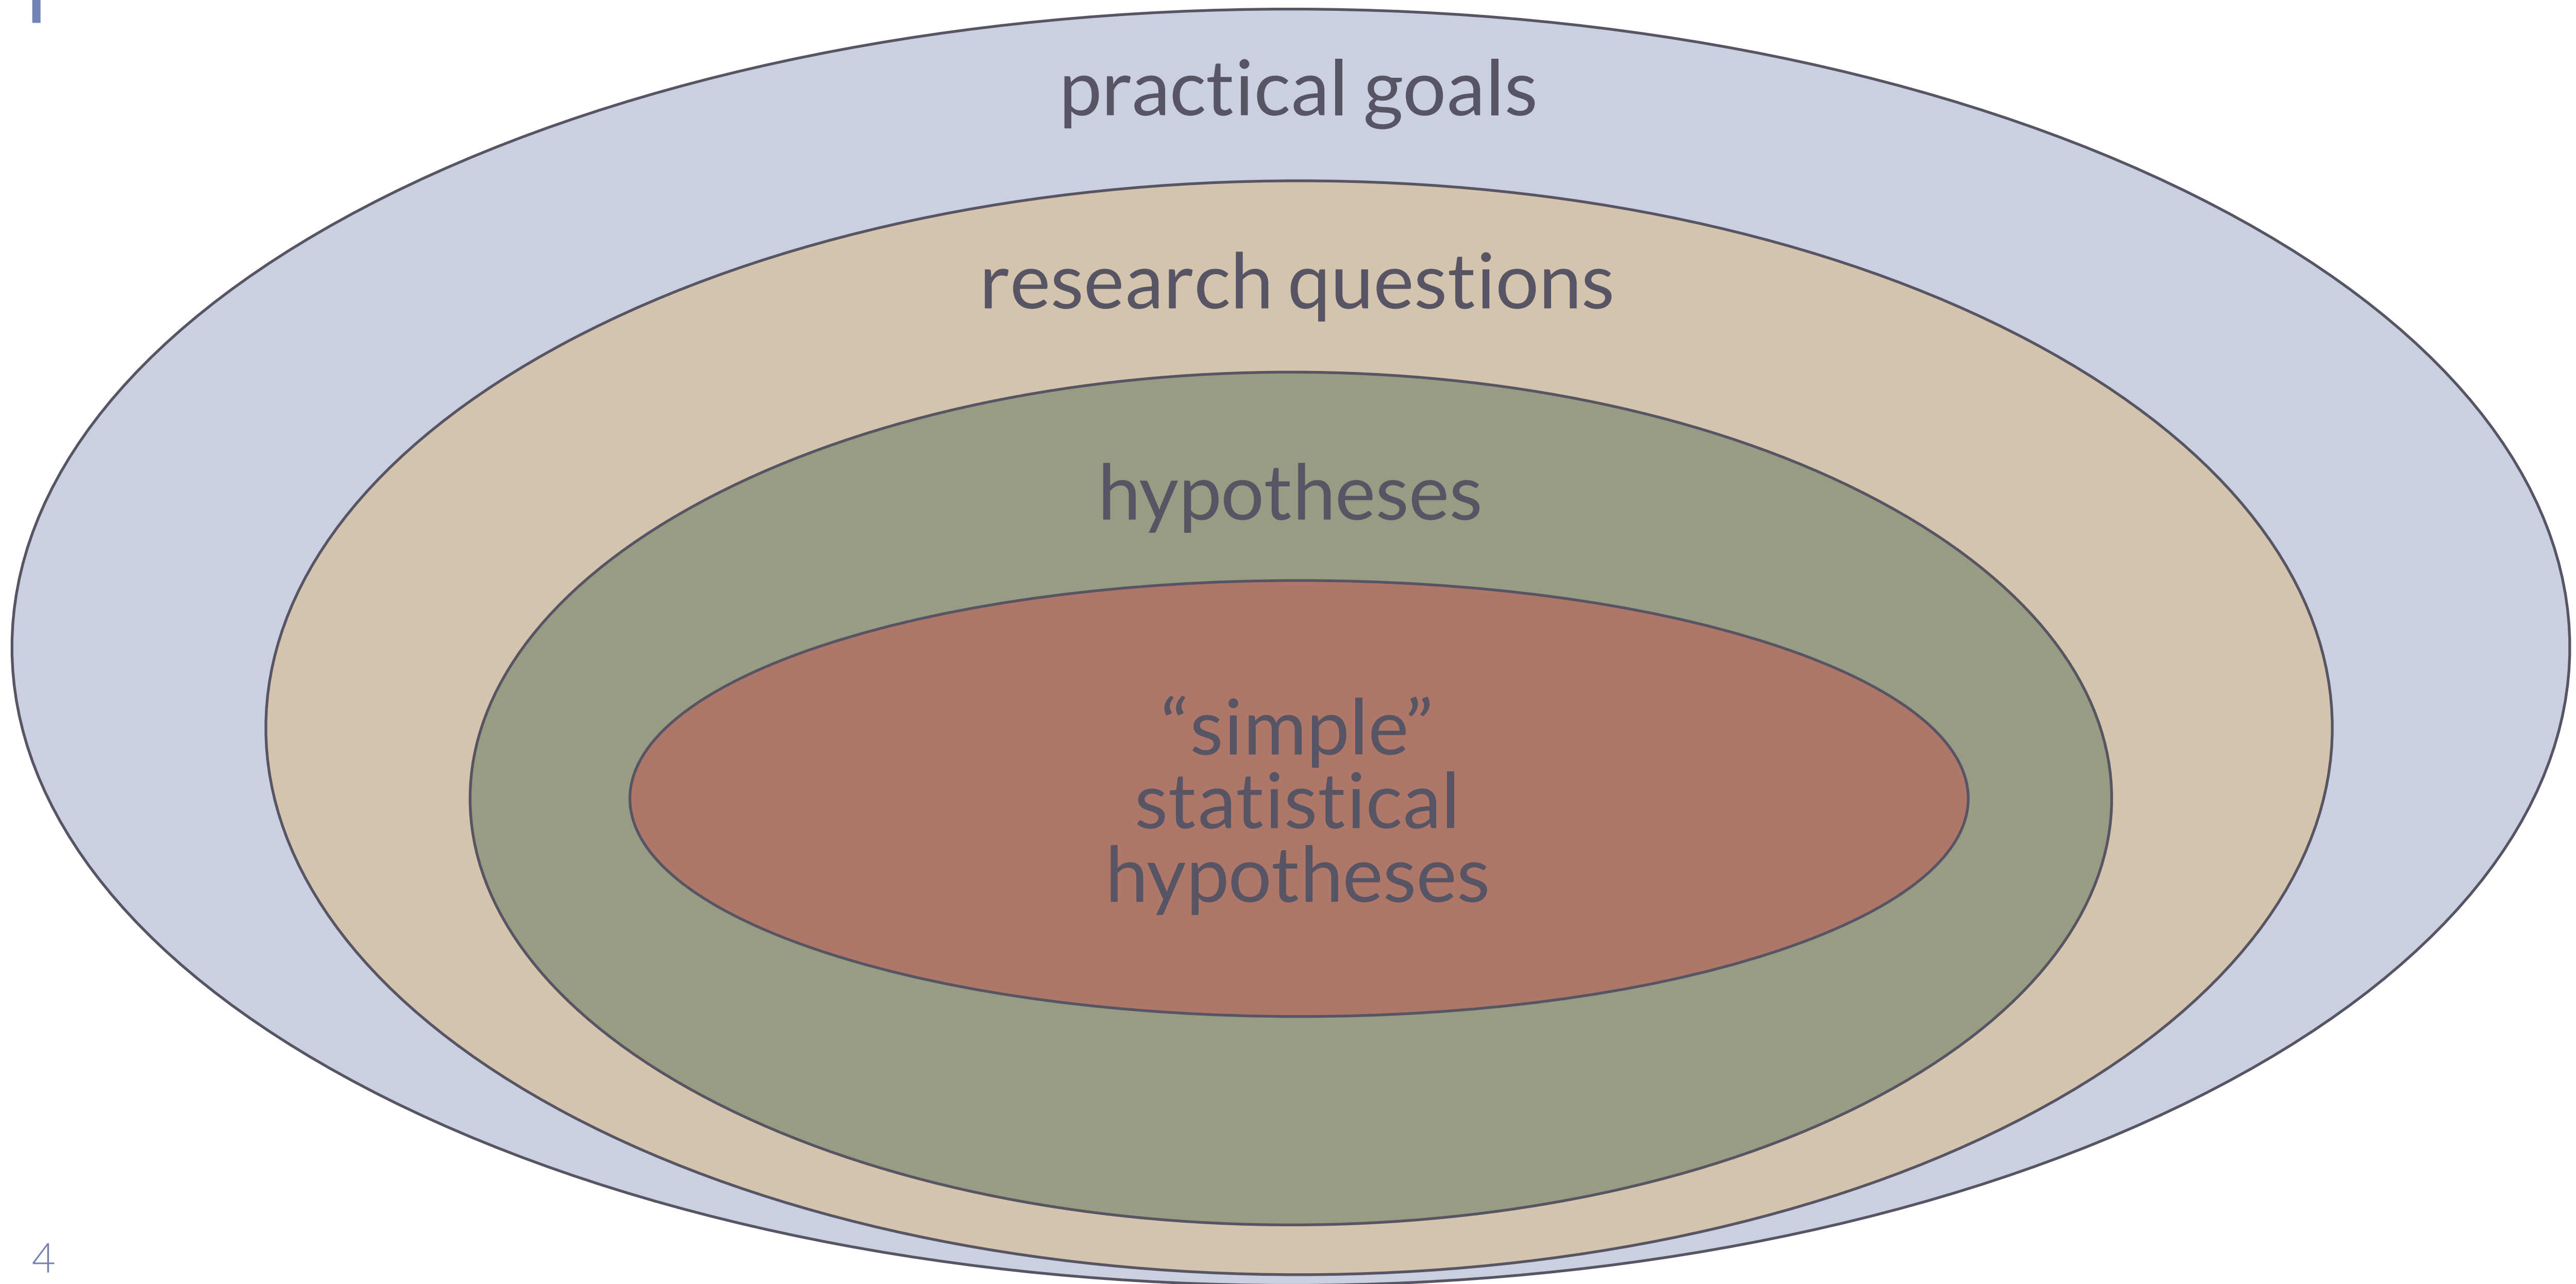 practical goals
research questions
hypotheses
“simple”
statistical
hypotheses
4